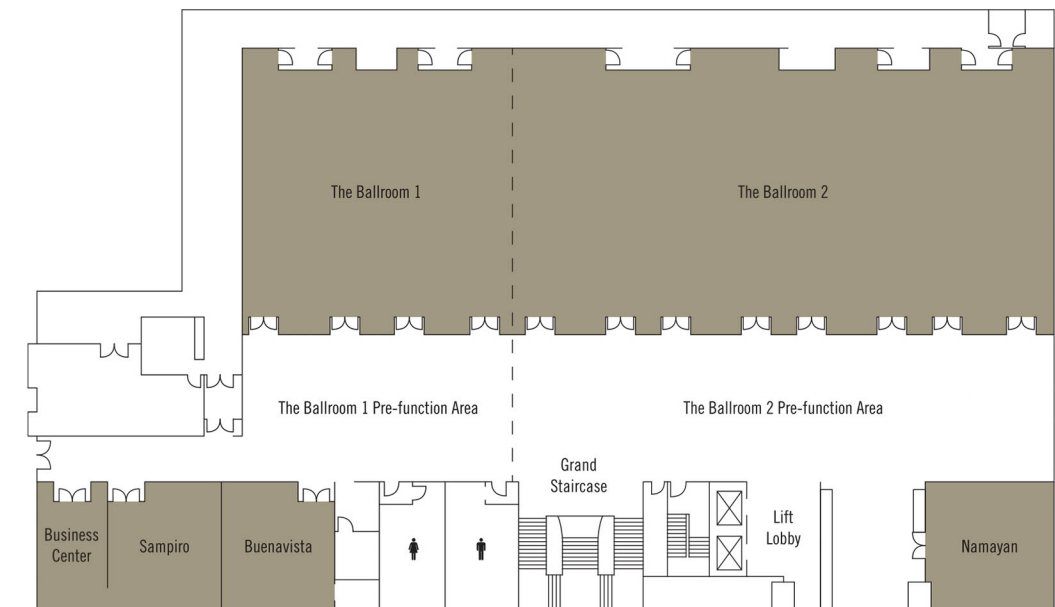 The Ballroom 1
The Ballroom 2
The Ballroom 1 Pre-function Area
The Ballroom 2 Pre-function Area
Grand
Staircase
Business
Center
Sampiro
Buenavista
Lift
Lobby
Namayan